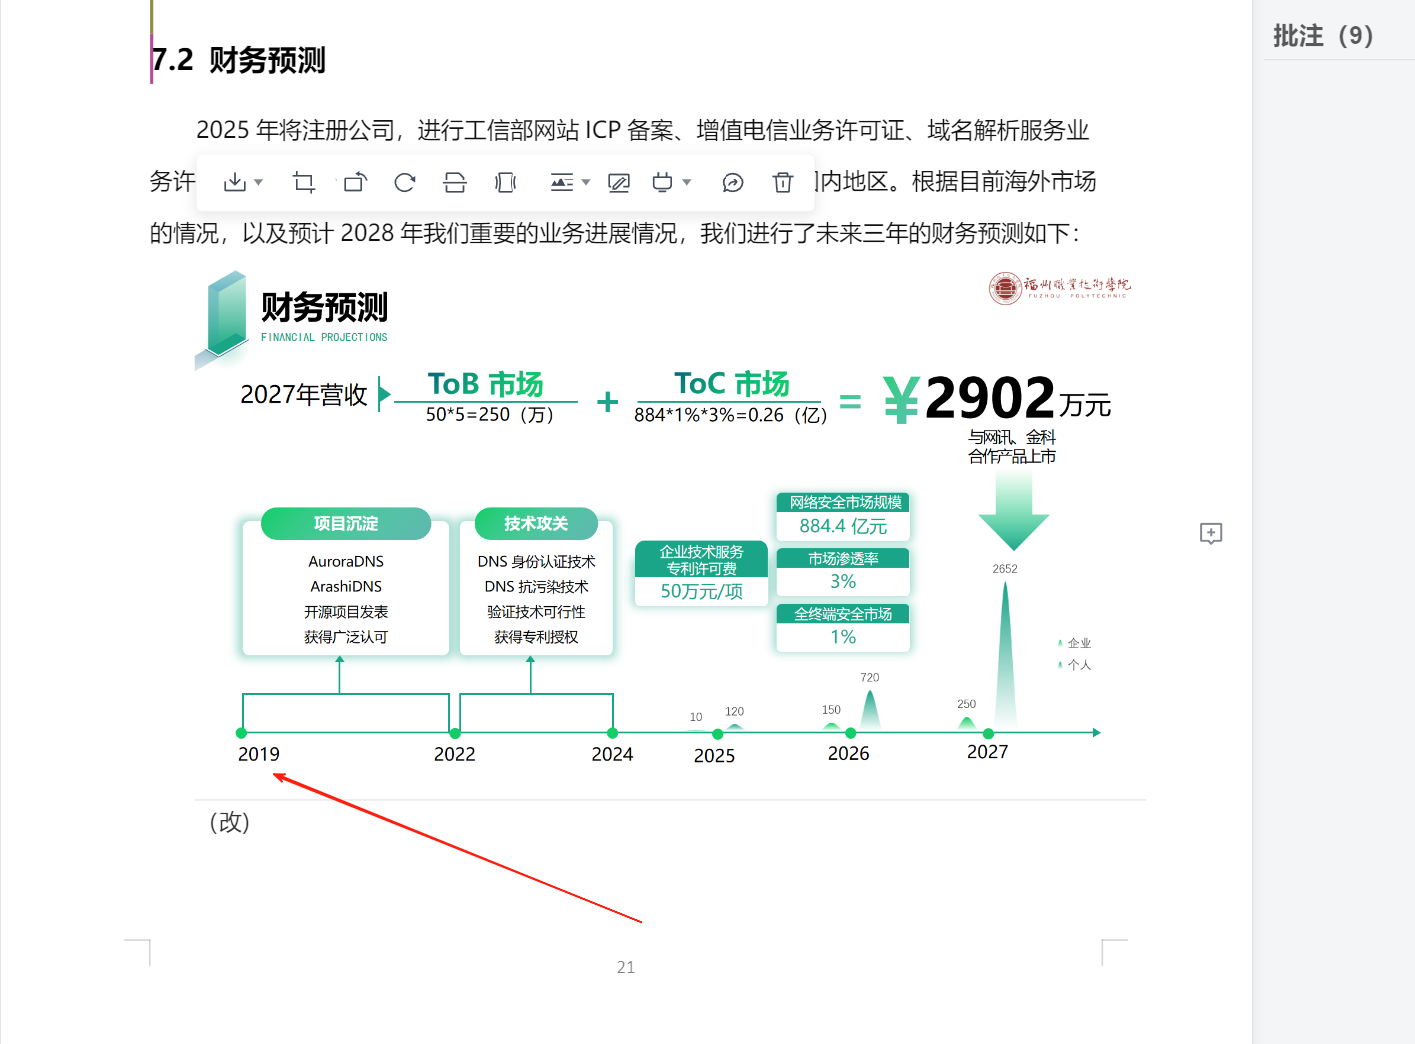 批注（9）
7.2 财务预测
2025 年将注册公司，进行工信部网站 ICP 备案、增值电信业务许可证、域名解析服务业
务许
内地区。根据目前海外市场
的情况，以及预计 2028 年我们重要的业务进展情况，我们进行了未来三年的财务预测如下：
财务预测
FINANCIAL PROJECTIONS
福州职业技术学院
FUZHOU POLYTECHNIC
2027年营收
ToB 市场
50*5=250（万）
+
ToC 市场
884*1%*3%=0.26（亿）
=
￥2902万元
与网讯、金科
合作产品上市
项目沉淀
AuroraDNS
ArashiDNS
开源项目发表
获得广泛认可
技术攻关
DNS 身份认证技术
DNS 抗污染技术
验证技术可行性
获得专利授权
企业技术服务
专利许可费
50万元/项
网络安全市场规模
884.4 亿元
市场渗透率
3%
全终端安全市场
1%
2652
企业
个人
720
250
150
120
10
2019
2022
2024
2025
2026
2027
（改）
21